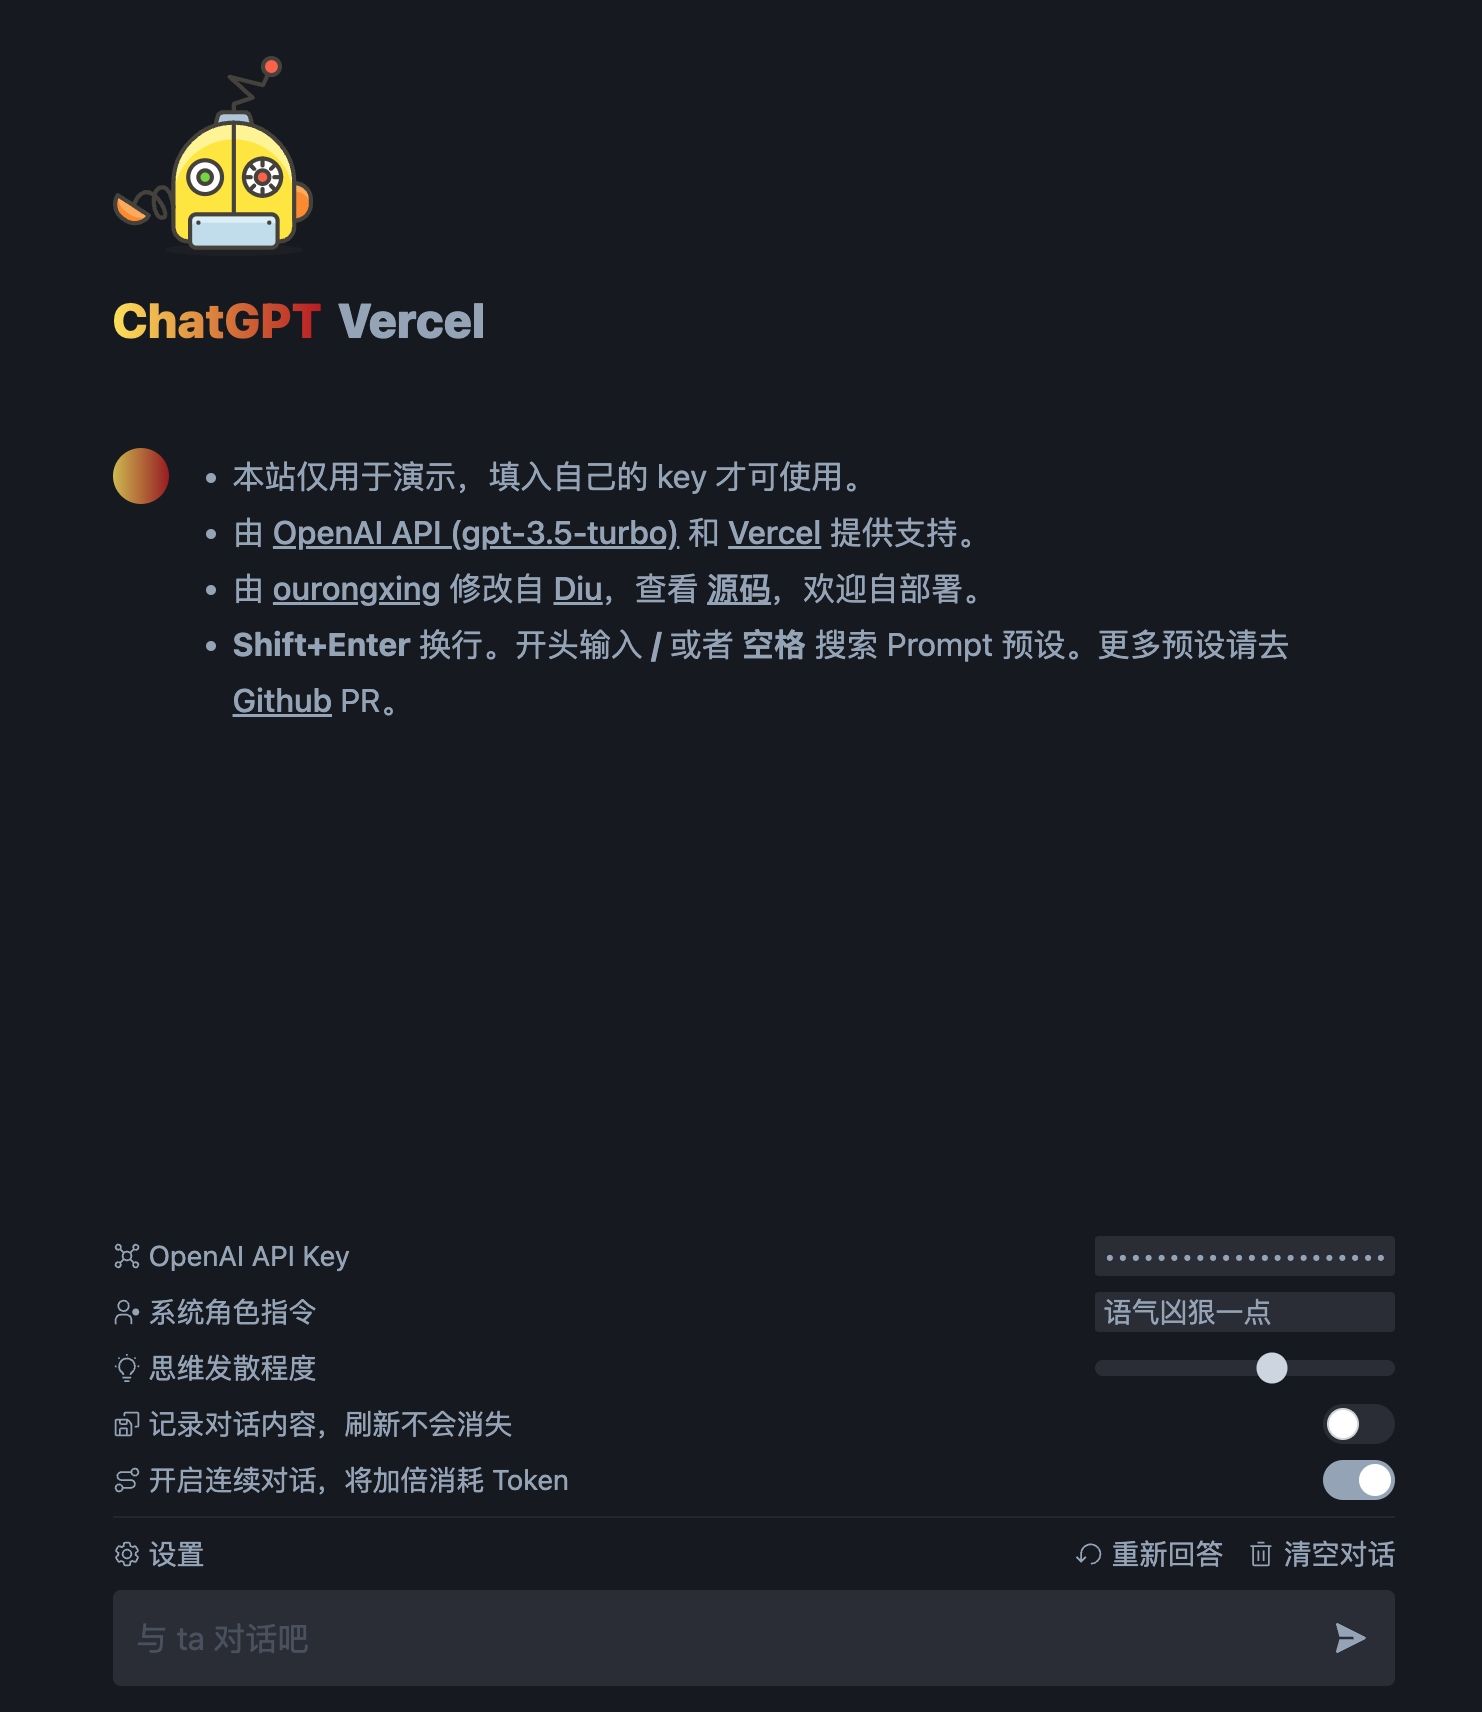 ChatGPT Vercel
本站仅用于演示，填入自己的 key 才可使用。
由 OpenAI API (gpt-3.5-turbo) 和 Vercel 提供支持。
由 ourongxing 修改自 Diu，查看 源码，欢迎自部署。
Shift+Enter 换行。开头输入 / 或者 空格 搜索 Prompt 预设。更多预设请去
Github PR。
OpenAI API Key
系统角色指令 语气凶狠一点
思维发散程度
记录对话内容，刷新不会消失
开启连续对话，将加倍消耗 Token
设置 重新回答 清空对话
与 ta 对话吧